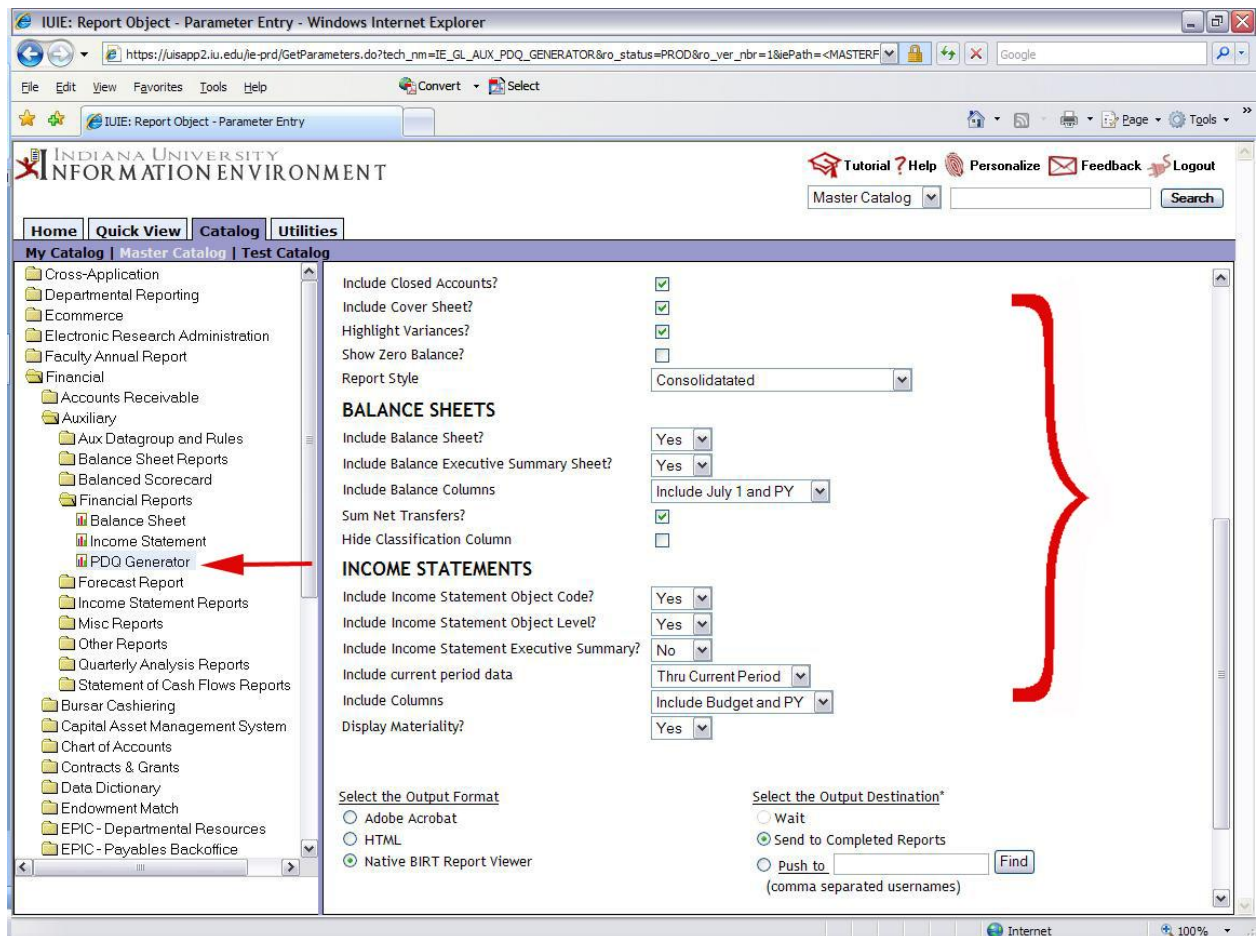 IUIE: Report Object - Parameter Entry - Windows Internet Explorer
https://uisapp2.iu.edu/ie-prd/GetParameters.do?tech_nm=IE_GL_AUX_PDQ_GENERATOR&ro_status=PROD&ro_ver_nbr=1&iePath=<MASTERF
Google
File Edit View Favorites Tools Help
Convert Select
IUIE: Report Object - Parameter Entry
Page Tools »
INDIANA UNIVERSITY
INFORMATION ENVIRONMENT
Tutorial ? Help Personalize Feedback Logout
Master Catalog Search
Home Quick View Catalog Utilities
My Catalog | Master Catalog | Test Catalog
Cross-Application
Departmental Reporting
Ecommerce
Electronic Research Administration
Faculty Annual Report
Financial
Accounts Receivable
Auxiliary
Aux Datagroup and Rules
Balance Sheet Reports
Balanced Scorecard
Financial Reports
Balance Sheet
Income Statement
PDQ Generator
Forecast Report
Income Statement Reports
Misc Reports
Other Reports
Quarterly Analysis Reports
Statement of Cash Flows Reports
Bursar Cashiering
Capital Asset Management System
Chart of Accounts
Contracts & Grants
Data Dictionary
Endowment Match
EPIC - Departmental Resources
EPIC - Payables Backoffice
Include Closed Accounts?
Include Cover Sheet?
Highlight Variances?
Show Zero Balance?
Report Style Consolidatated
BALANCE SHEETS
Include Balance Sheet? Yes
Include Balance Executive Summary Sheet? Yes
Include Balance Columns Include July 1 and PY
Sum Net Transfers?
Hide Classification Column
INCOME STATEMENTS
Include Income Statement Object Code? Yes
Include Income Statement Object Level? Yes
Include Income Statement Executive Summary? No
Include current period data Thru Current Period
Include Columns Include Budget and PY
Display Materiality? Yes
Select the Output Format
Adobe Acrobat
HTML
Native BIRT Report Viewer
Select the Output Destination*
Wait
Send to Completed Reports
Push to Find
(comma separated usernames)
Internet 100%